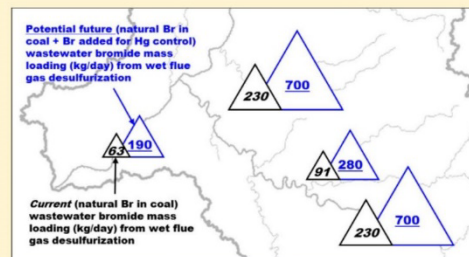 Potential future (natural Br in
coal + Br added for Hg control)
wastewater bromide mass
loading (kg/day) from wet flue
gas desulfurization
230
700
63
190
91
280
230
700
Current (natural Br in coal)
wastewater bromide mass
loading (kg/day) from wet flue
gas desulfurization